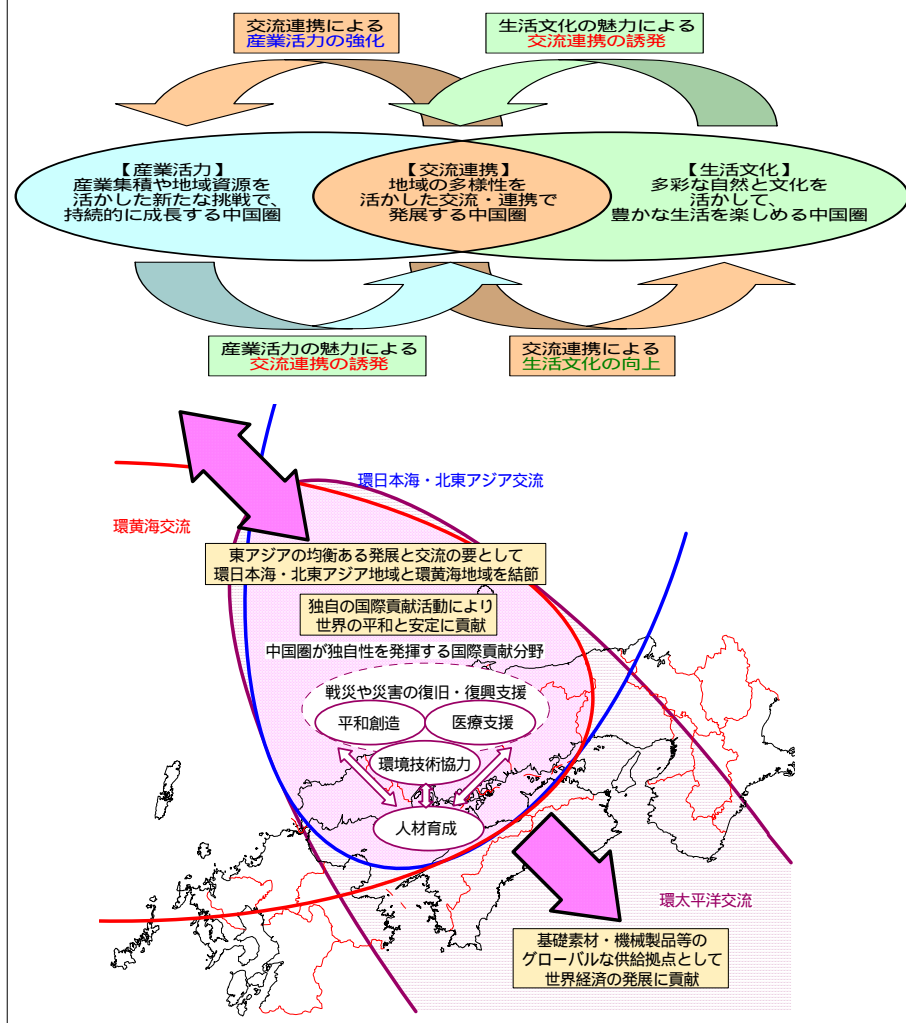 交流連携による
産業活力の強化
生活文化の魅力による
交流連携の誘発
【産業活力】
産業集積や地域資源を
活かした新たな挑戦で、
持続的に成長する中国圏
【交流連携】
地域の多様性を
活かした交流・連携で
発展する中国圏
【生活文化】
多彩な自然と文化を
活かして、
豊かな生活を楽しめる中国圏
産業活力の魅力による
交流連携の誘発
交流連携による
生活文化の向上
環日本海・北東アジア交流
環黄海交流
東アジアの均衡ある発展と交流の要として
環日本海・北東アジア地域と環黄海地域を結節
独自の国際貢献活動により
世界の平和と安定に貢献
中国圏が独自性を発揮する国際貢献分野
戦災や災害の復旧・復興支援
平和創造
医療支援
環境技術協力
人材育成
環太平洋交流
基礎素材・機械製品等の
グローバルな供給拠点として
世界経済の発展に貢献